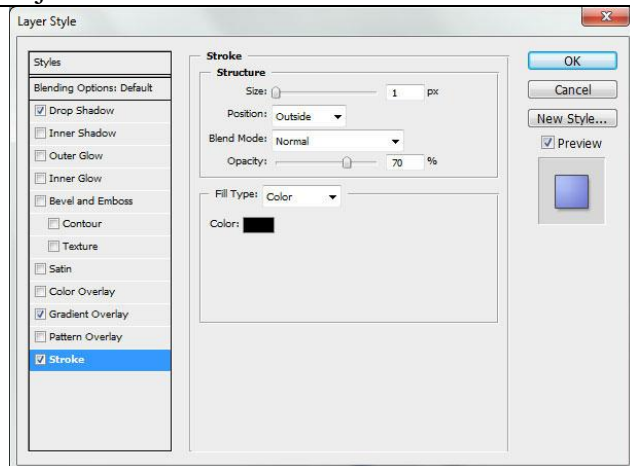 Layer Style
Styles
Blending Options: Default
Drop Shadow
Inner Shadow
Outer Glow
Inner Glow
Bevel and Emboss
Contour
Texture
Satin
Color Overlay
Gradient Overlay
Pattern Overlay
Stroke
Stroke
Structure
Size: 1 px
Position: Outside
Blend Mode: Normal
Opacity: 70 %
Fill Type: Color
Color:
OK
Cancel
New Style...
Preview